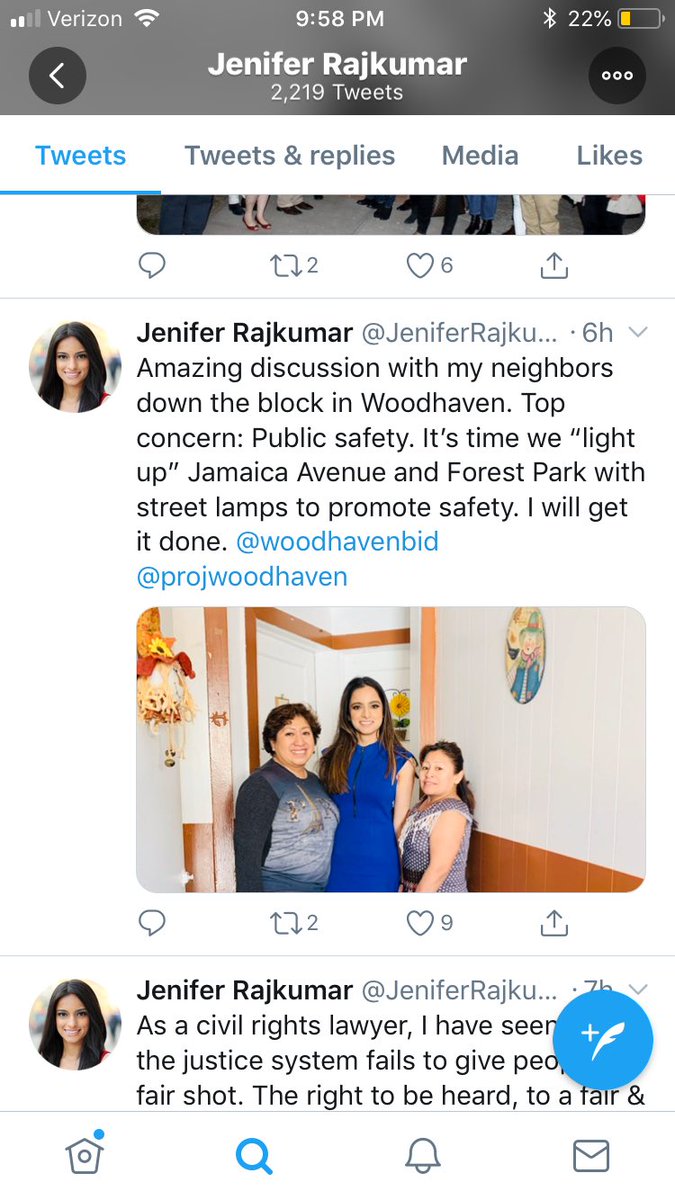 Verizon 9:58 PM 22%
Jenifer Rajkumar
2,219 Tweets
Tweets Tweets & replies Media Likes
2 6
Jenifer Rajkumar @JeniferRajku... · 6h
Amazing discussion with my neighbors
down the block in Woodhaven. Top
concern: Public safety. It’s time we “light
up” Jamaica Avenue and Forest Park with
street lamps to promote safety. I will get
it done. @woodhavenbid
@projwoodhaven
2 9
Jenifer Rajkumar @JeniferRajku... · 7h
As a civil rights lawyer, I have seen
the justice system fails to give
fair shot. The right to be heard, to a fair &